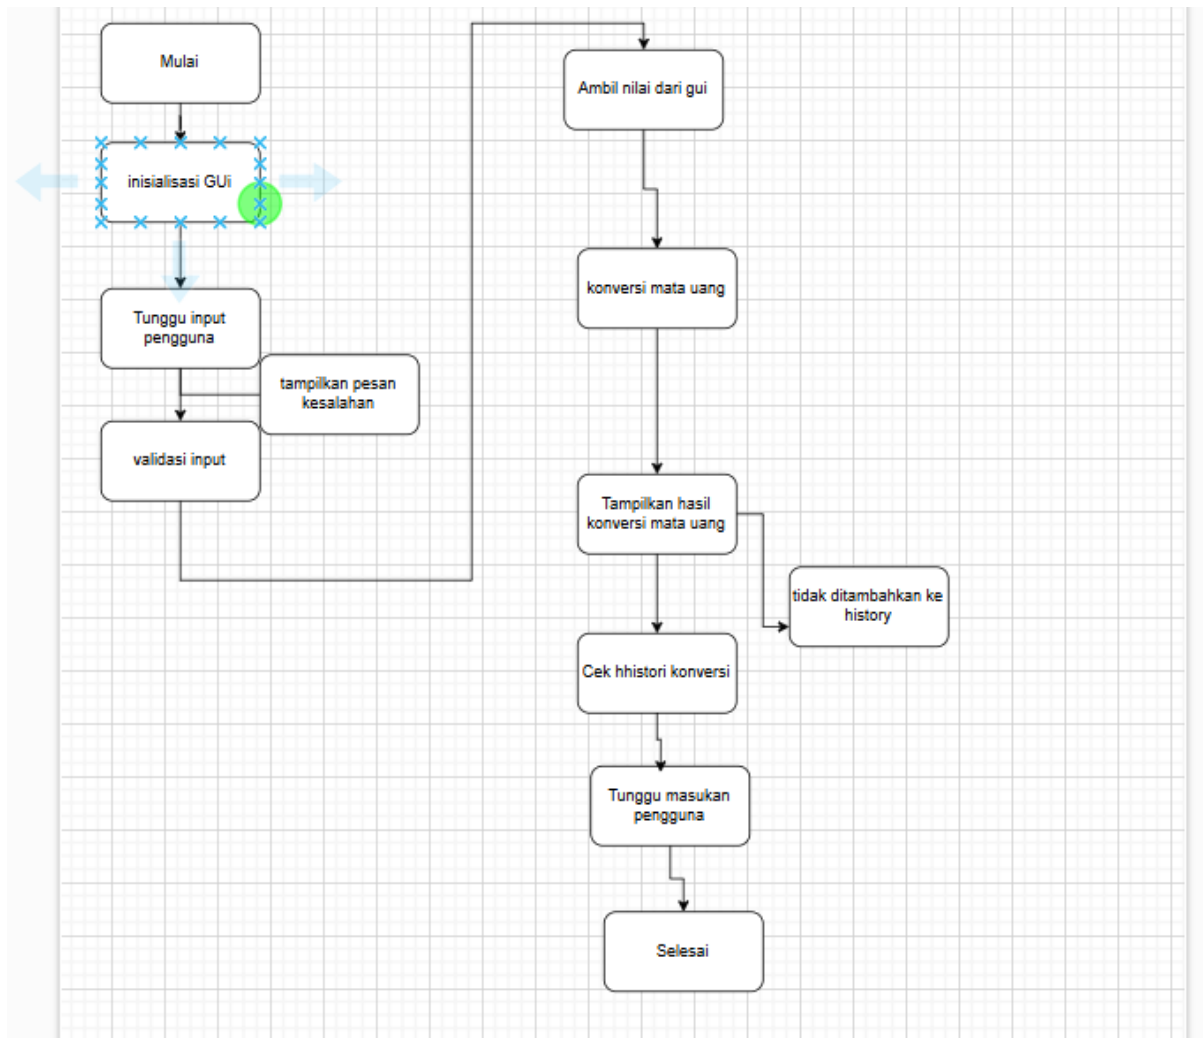 Mulai
inisialisasi GUi
Tunggu input
pengguna
tampilkan pesan
kesalahan
validasi input
Ambil nilai dari gui
konversi mata uang
Tampilkan hasil
konversi mata uang
tidak ditambahkan ke
history
Cek hhistori konversi
Tunggu masukan
pengguna
Selesai